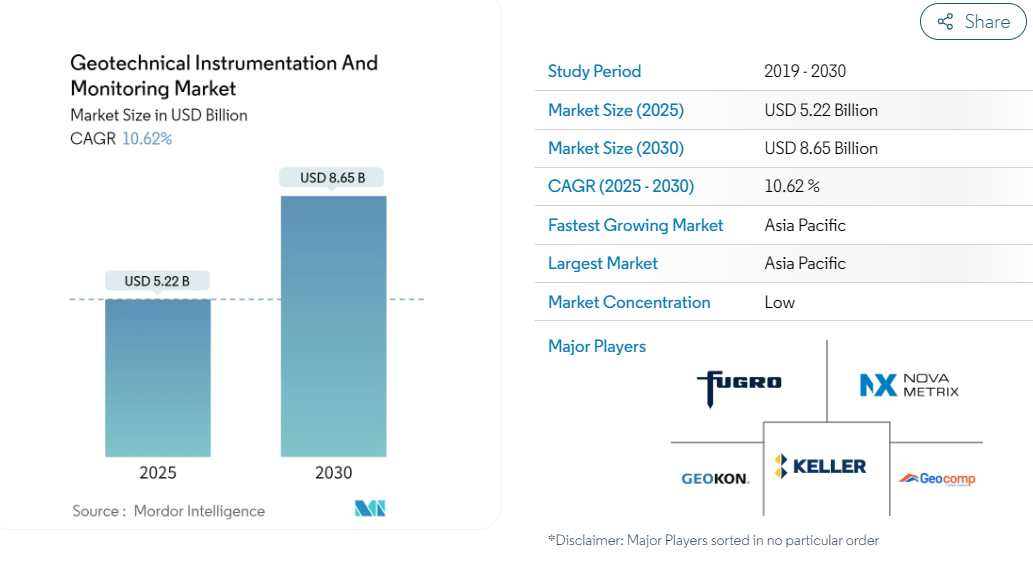 Share
Geotechnical Instrumentation And
Monitoring Market
Market Size in USD Billion
CAGR 10.62%
USD 8.65 B
USD 5.22 B
2025
2030
Source : Mordor Intelligence
Study Period
2019 - 2030
Market Size (2025)
USD 5.22 Billion
Market Size (2030)
USD 8.65 Billion
CAGR (2025 - 2030)
10.62 %
Fastest Growing Market
Asia Pacific
Largest Market
Asia Pacific
Market Concentration
Low
Major Players
FUGRO
NOVA
METRIX
GEOKON
KELLER
Geocomp
*Disclaimer: Major Players sorted in no particular order